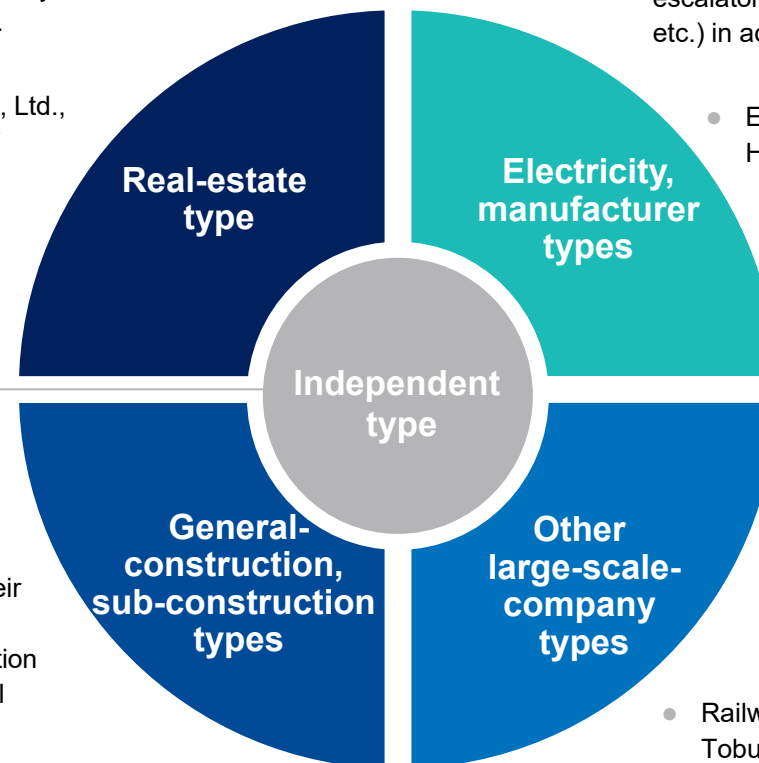 escalator
etc.) in ac
, Ltd.,
Real-estate
type
Electricity,
manufacturer
types
Independent
type
General-
construction,
sub-construction
types
Other
large-scale-
company
types
eir
tion
Railw
Tobu